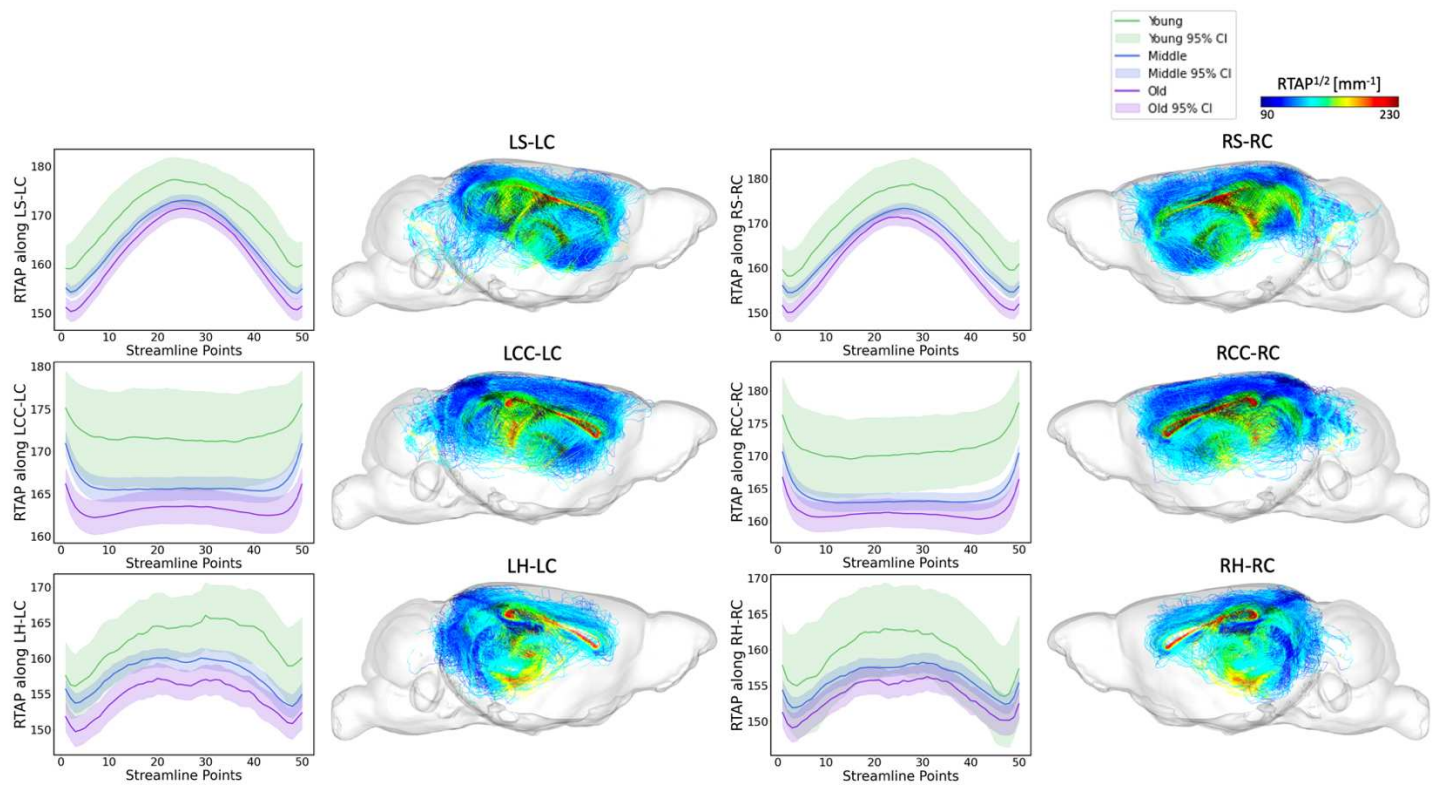 Young
Young 95% CI
Middle
Middle 95% CI
Old
Old 95% CI
RTAP1/2 [mm-1]
90 230
LS-LC
RTAP along LS-LC
180
170
160
150
0 10 20 30 40 50
Streamline Points
RS-RC
RTAP along RS-RC
180
170
160
150
0 10 20 30 40 50
Streamline Points
LCC-LC
RTAP along LCC-LC
180
175
170
165
160
0 10 20 30 40 50
Streamline Points
RCC-RC
RTAP along RCC-RC
180
175
170
165
160
0 10 20 30 40 50
Streamline Points
LH-LC
RTAP along LH-LC
170
165
160
155
150
0 10 20 30 40 50
Streamline Points
RH-RC
RTAP along RH-RC
170
165
160
155
150
0 10 20 30 40 50
Streamline Points